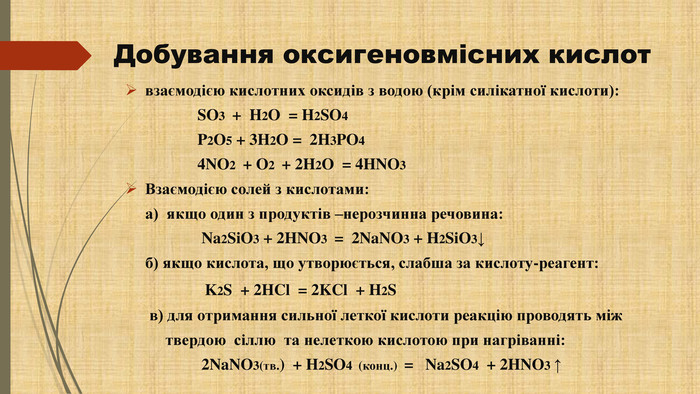 Добування оксигеновмісних кислот
➢ взаємодією кислотних оксидів з водою (крім силікатної кислоти):
SO3 + H2O = H2SO4
P2O5 + 3H2O = 2H3PO4
4NO2 + O2 + 2H2O = 4HNO3
➢ Взаємодією солей з кислотами:
а) якщо один з продуктів –нерозчинна речовина:
Na2SiO3 + 2HNO3 = 2NaNO3 + H2SiO3↓
б) якщо кислота, що утворюється, слабша за кислоту-реагент:
K2S + 2HCl = 2KCl + H2S
в) для отримання сильної леткої кислоти реакцію проводять між
твердою сіллю та нелеткою кислотою при нагріванні:
2NaNO3(тв.) + H2SO4 (конц.) = Na2SO4 + 2HNO3 ↑